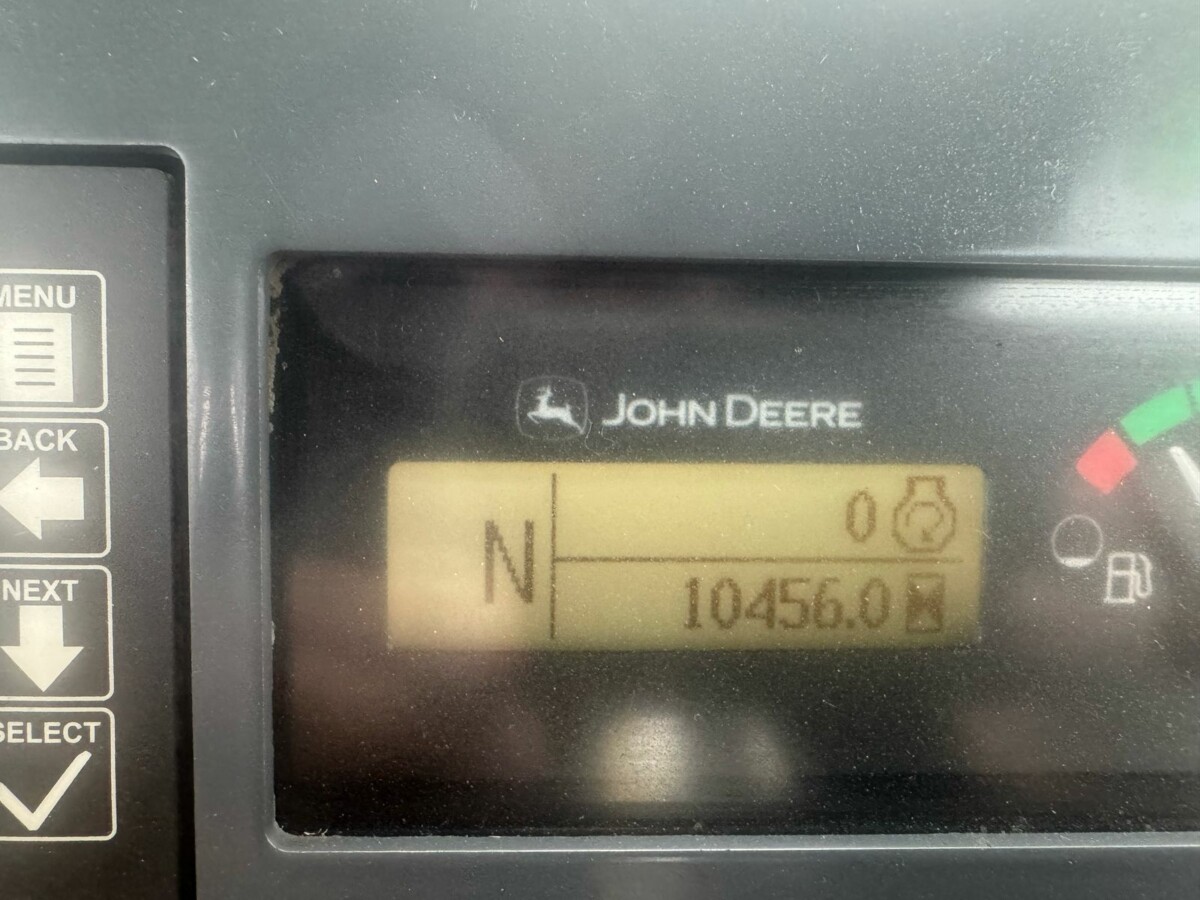 MENU
BACK
NEXT
SELECT
JOHN DEERE
N
0
10456.0